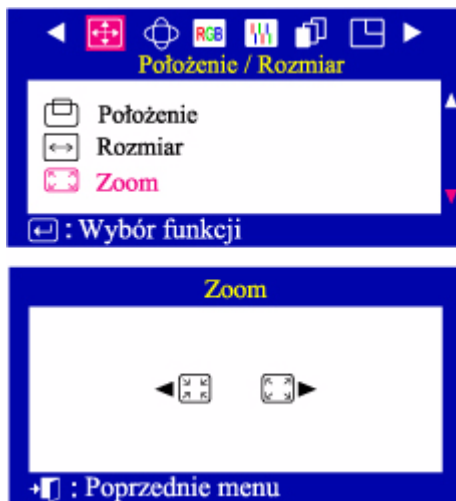 RGB
Położenie / Rozmiar
Położenie
Rozmiar
Zoom
: Wybór funkcji
Zoom
: Poprzednie menu